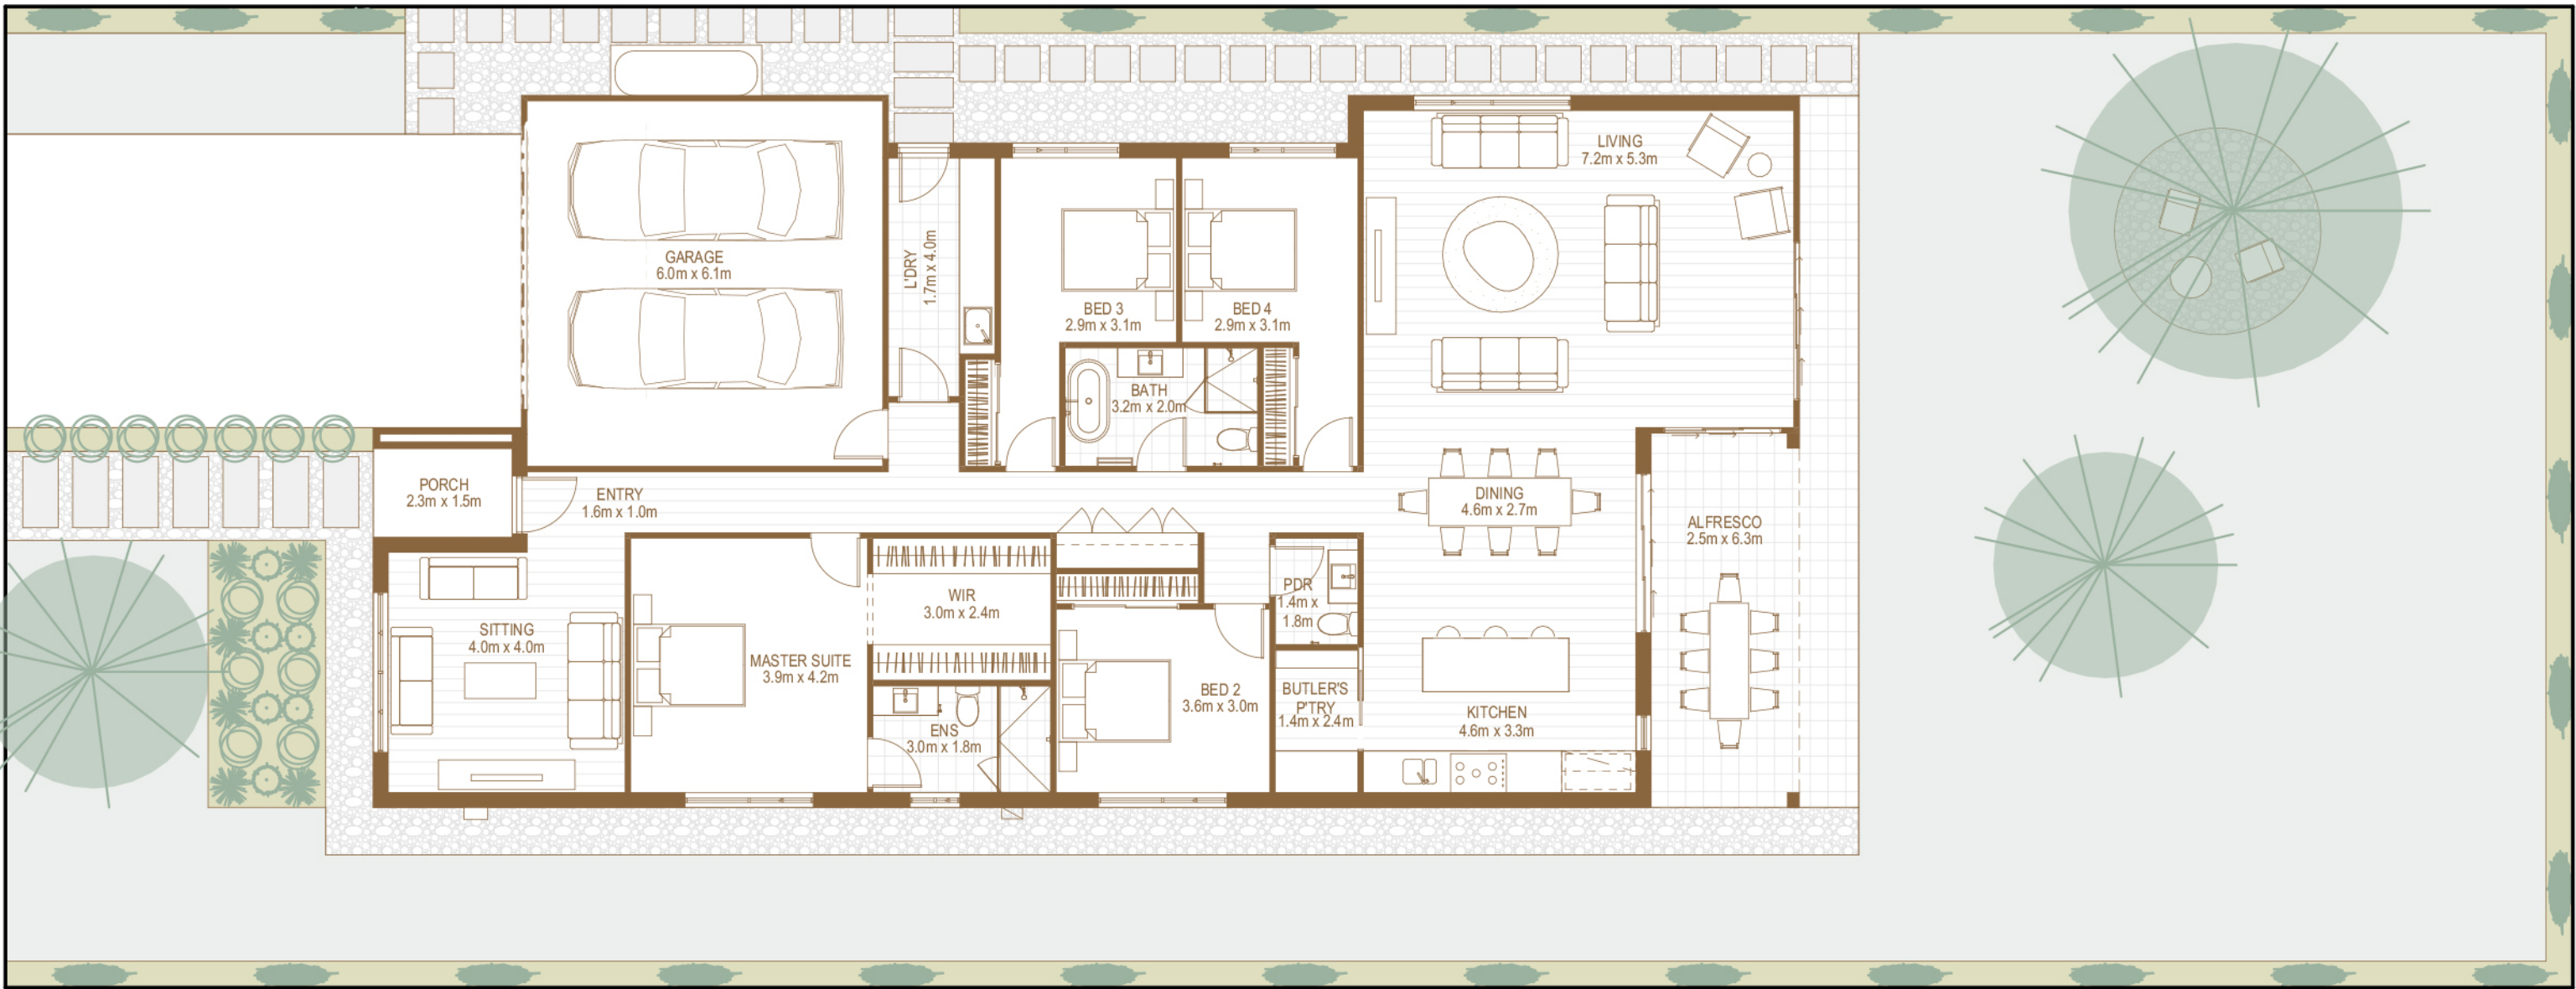 LIVING
7.2m x 5.3m
GARAGE
6.0m x 6.1m
L'DRY
1.7m x 4.0m
BED 3
2.9m x 3.1m
BED 4
2.9m x 3.1m
BATH
3.2m x 2.0m
PORCH
2.3m x 1.5m
ENTRY
1.6m x 1.0m
DINING
4.6m x 2.7m
ALFRESCO
2.5m x 6.3m
SITTING
4.0m x 4.0m
MASTER SUITE
3.9m x 4.2m
WIR
3.0m x 2.4m
ENS
3.0m x 1.8m
BED 2
3.6m x 3.0m
PDR
1.4m x
1.8m
BUTLER'S
P'TRY
1.4m x 2.4m
KITCHEN
4.6m x 3.3m